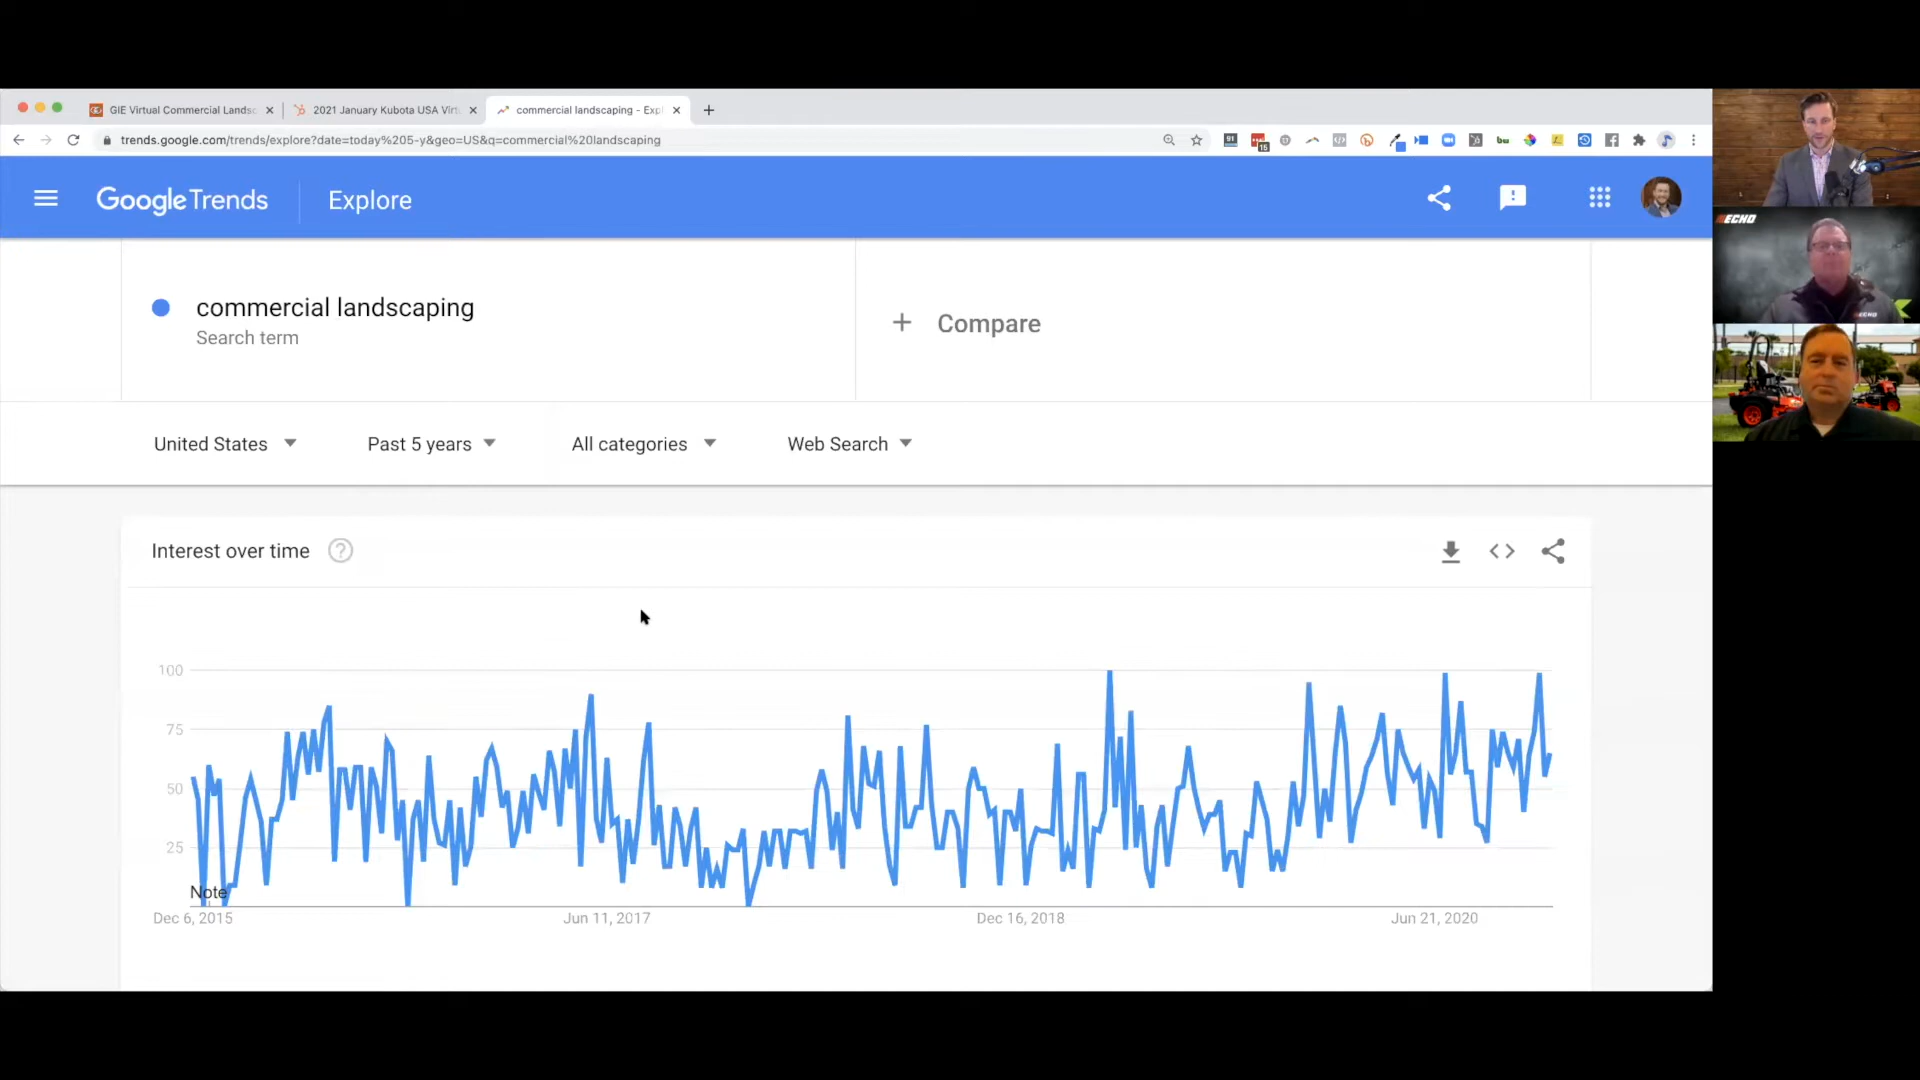 GIE Virtual Commercial Landsc
2021 January Kubota USA Virtu
commercial landscaping - Expl
trends.google.com/trends/explore?date=today%205-y&geo=US&q=commercial%20landscaping
Google Trends
Explore
commercial landscaping
Search term
+ Compare
United States
Past 5 years
All categories
Web Search
Interest over time
100
75
50
25
Note
Dec 6, 2015
Jun 11, 2017
Dec 16, 2018
Jun 21, 2020
ECHO
ECHO